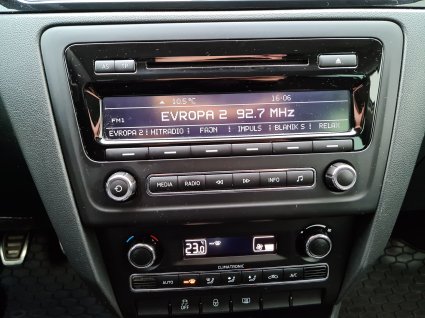 10.5°C 16:06
EVROPA 2 92.7 MHz
FM1
EVROPA 2 HITRADIO FAJN IMPULS BLANIK S RELAX
MEDIA RADIO INFO
23.0
CLIMATRONIC
AUTO A/C
OFF